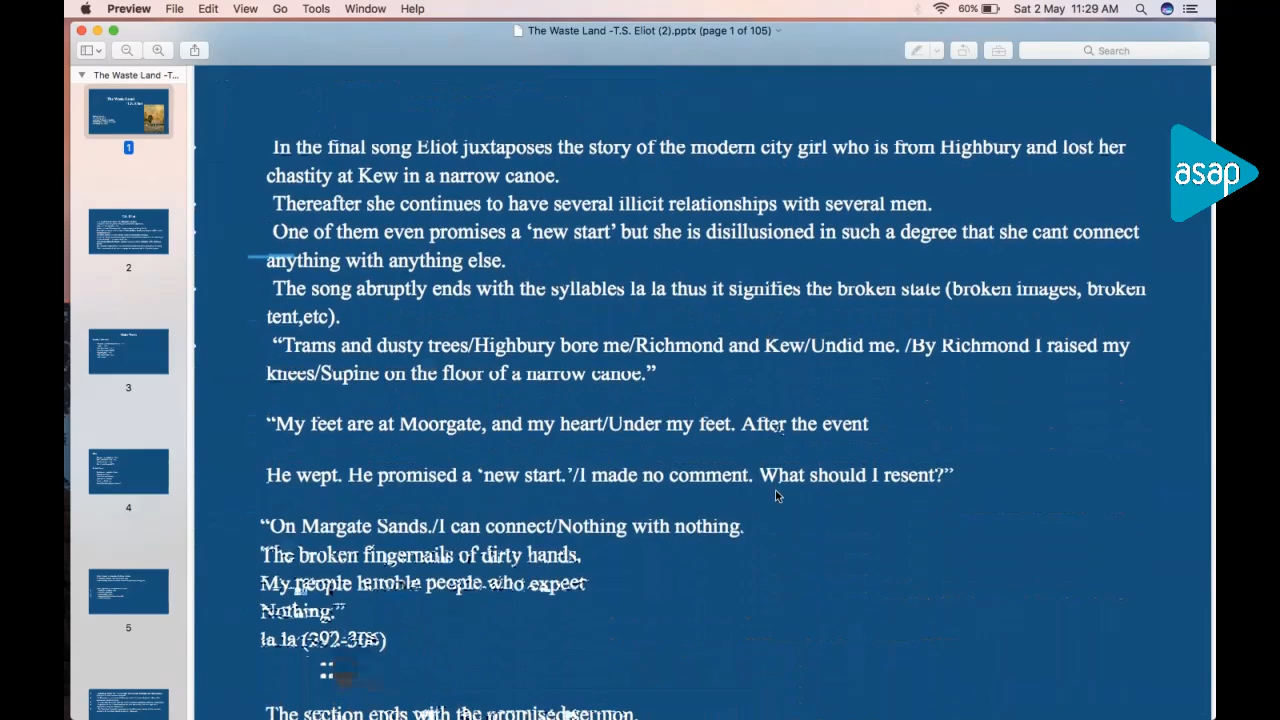 Preview File Edit View Go Tools Window Help 60% Sat 2 May 11:29 AM
The Waste Land -T.S. Eliot (2).pptx (page 1 of 105)
Search
The Waste Land -T...
1
2
3
4
5
asap
In the final song Eliot juxtaposes the story of the modern city girl who is from Highbury and lost her
chastity at Kew in a narrow canoe.
Thereafter she continues to have several illicit relationships with several men.
One of them even promises a ‘new start’ but she is disillusioned in such a degree that she cant connect
anything with anything else.
The song abruptly ends with the syllables la la thus it signifies the broken state (broken images, broken
tent,etc).
“Trams and dusty trees/Highbury bore me/Richmond and Kew/Undid me. /By Richmond I raised my
knees/Supine on the floor of a narrow canoe.”
“My feet are at Moorgate, and my heart/Under my feet. After the event
He wept. He promised a ‘new start.’/I made no comment. What should I resent?”
“On Margate Sands./I can connect/Nothing with nothing.
The broken fingernails of dirty hands.
My people humble people who expect
Nothing.”
la la
The section ends with the promised sermon.